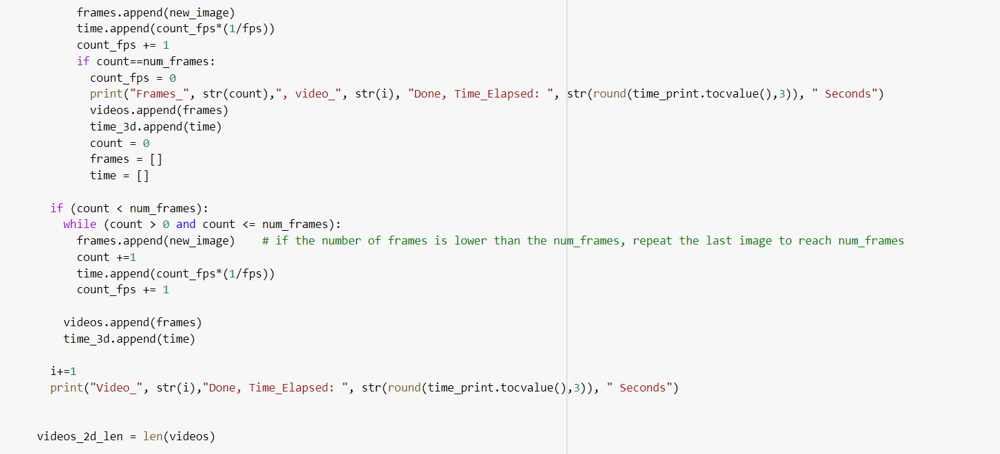 frames.append(new_image)
time.append(count_fps*(1/fps))
count_fps += 1
if count==num_frames:
count_fps = 0
print("Frames_", str(count),", video_", str(i), "Done, Time_Elapsed: ", str(round(time_print.tocvalue(),3)), " Seconds")
videos.append(frames)
time_3d.append(time)
count = 0
frames = []
time = []
if (count < num_frames):
while (count > 0 and count <= num_frames):
frames.append(new_image)    # if the number of frames is lower than the num_frames, repeat the last image to reach num_frames
count +=1
time.append(count_fps*(1/fps))
count_fps += 1
videos.append(frames)
time_3d.append(time)
i+=1
print("Video_", str(i),"Done, Time_Elapsed: ", str(round(time_print.tocvalue(),3)), " Seconds")
videos_2d_len = len(videos)